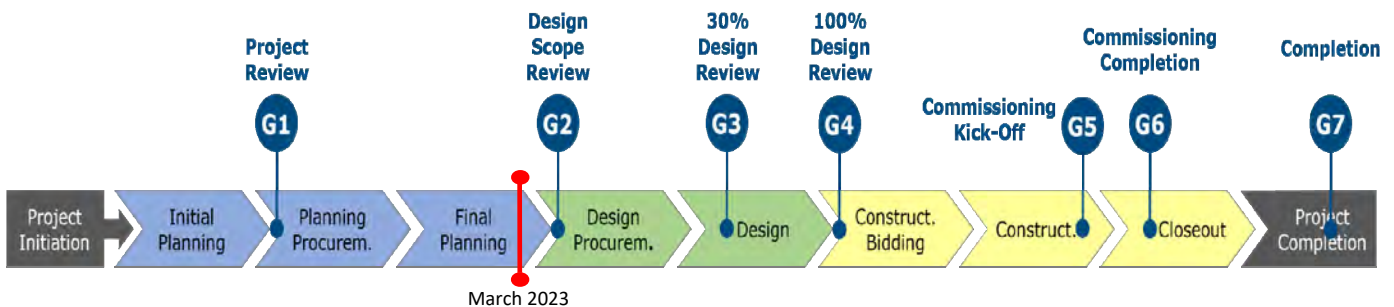 Project
Review
G1
Design
Scope
Review
G2
30%
Design
Review
G3
100%
Design
Review
G4
Commissioning
Kick-Off
G5
Commissioning
Completion
G6
Completion
G7
Project
Initiation
Initial
Planning
Planning
Procurem.
Final
Planning
Design
Procurem.
Design
Construct.
Bidding
Construct.
Closeout
Project
Completion
March 2023